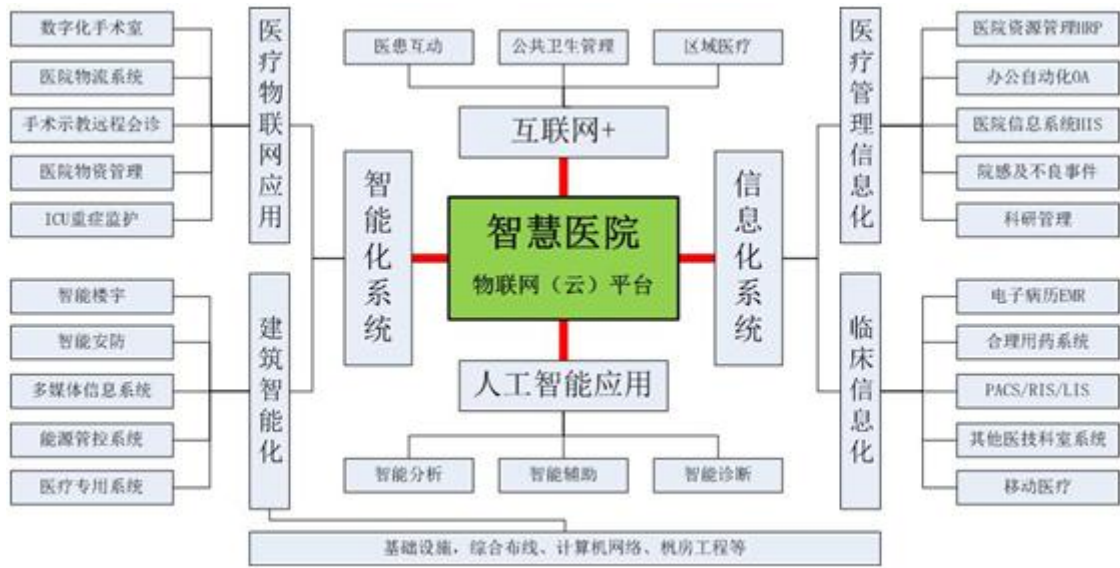 数字化手术室
医院物流系统
手术示教远程会诊
医院物资管理
ICU重症监护
医疗物联网应用
智能楼宇
智能安防
多媒体信息系统
能源管控系统
医疗专用系统
建筑智能化
智能化系统
医患互动
公共卫生管理
区域医疗
互联网+
智慧医院
物联网（云）平台
人工智能应用
智能分析
智能辅助
智能诊断
信息化系统
医疗管理信息化
医院资源管理HRP
办公自动化OA
医院信息系统HIS
院感及不良事件
科研管理
临床信息化
电子病历EMR
合理用药系统
PACS/RIS/LIS
其他医技科室系统
移动医疗
基础设施，综合布线、计算机网络、机房工程等